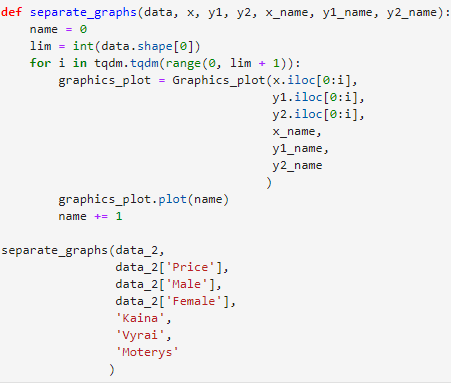 def separate_graphs(data, x, y1, y2, x_name, y1_name, y2_name):
    name = 0
    lim = int(data.shape[0])
    for i in tqdm.tqdm(range(0, lim + 1)):
        graphics_plot = Graphics_plot(x.iloc[0:i],
                                      y1.iloc[0:i],
                                      y2.iloc[0:i],
                                      x_name,
                                      y1_name,
                                      y2_name
                                     )
        graphics_plot.plot(name)
        name += 1

separate_graphs(data_2,
                data_2['Price'],
                data_2['Male'],
                data_2['Female'],
                'Kaina',
                'Vyrai',
                'Moterys'
               )